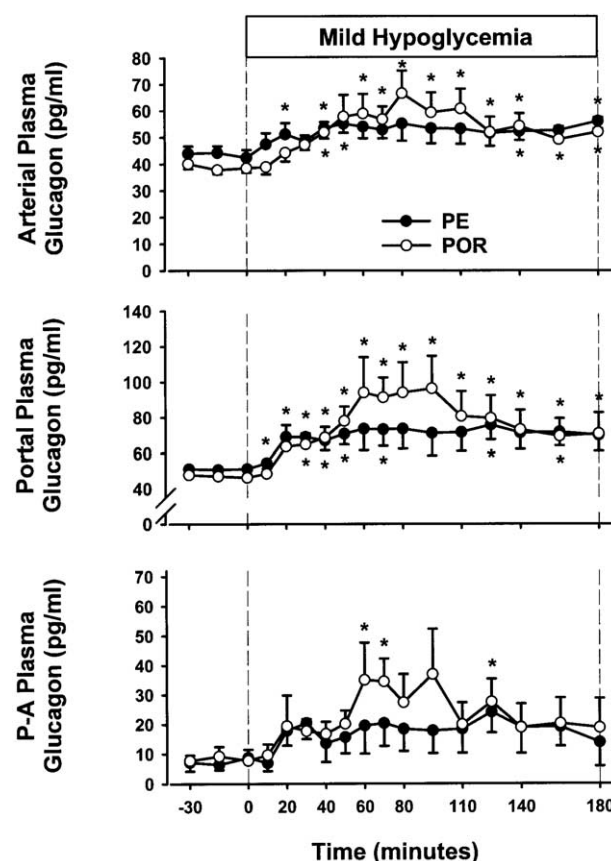 Mild Hypoglycemia
Arterial Plasma
Glucagon (pg/ml)
80
70
60
50
40
30
20
10
0
* * * * * * * * * *
* * * * *
PE
POR
Portal Plasma
Glucagon (pg/ml)
140
120
100
80
60
40
0
* * * * * * * * * * * * * *
* * * * * *
P-A Plasma
Glucagon (pg/ml)
70
60
50
40
30
20
10
0
* * *
-30 0 20 40 60 80 110 140 180
Time (minutes)